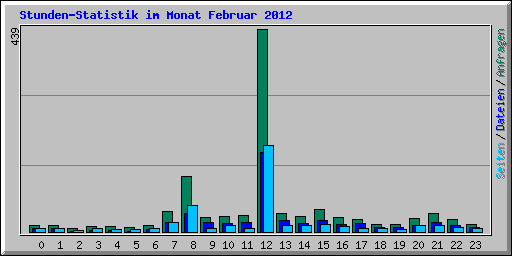 Stunden-Statistik im Monat Februar 2012
439
Seiten / Dateien / Anfragen
0 1 2 3 4 5 6 7 8 9 10 11 12 13 14 15 16 17 18 19 20 21 22 23